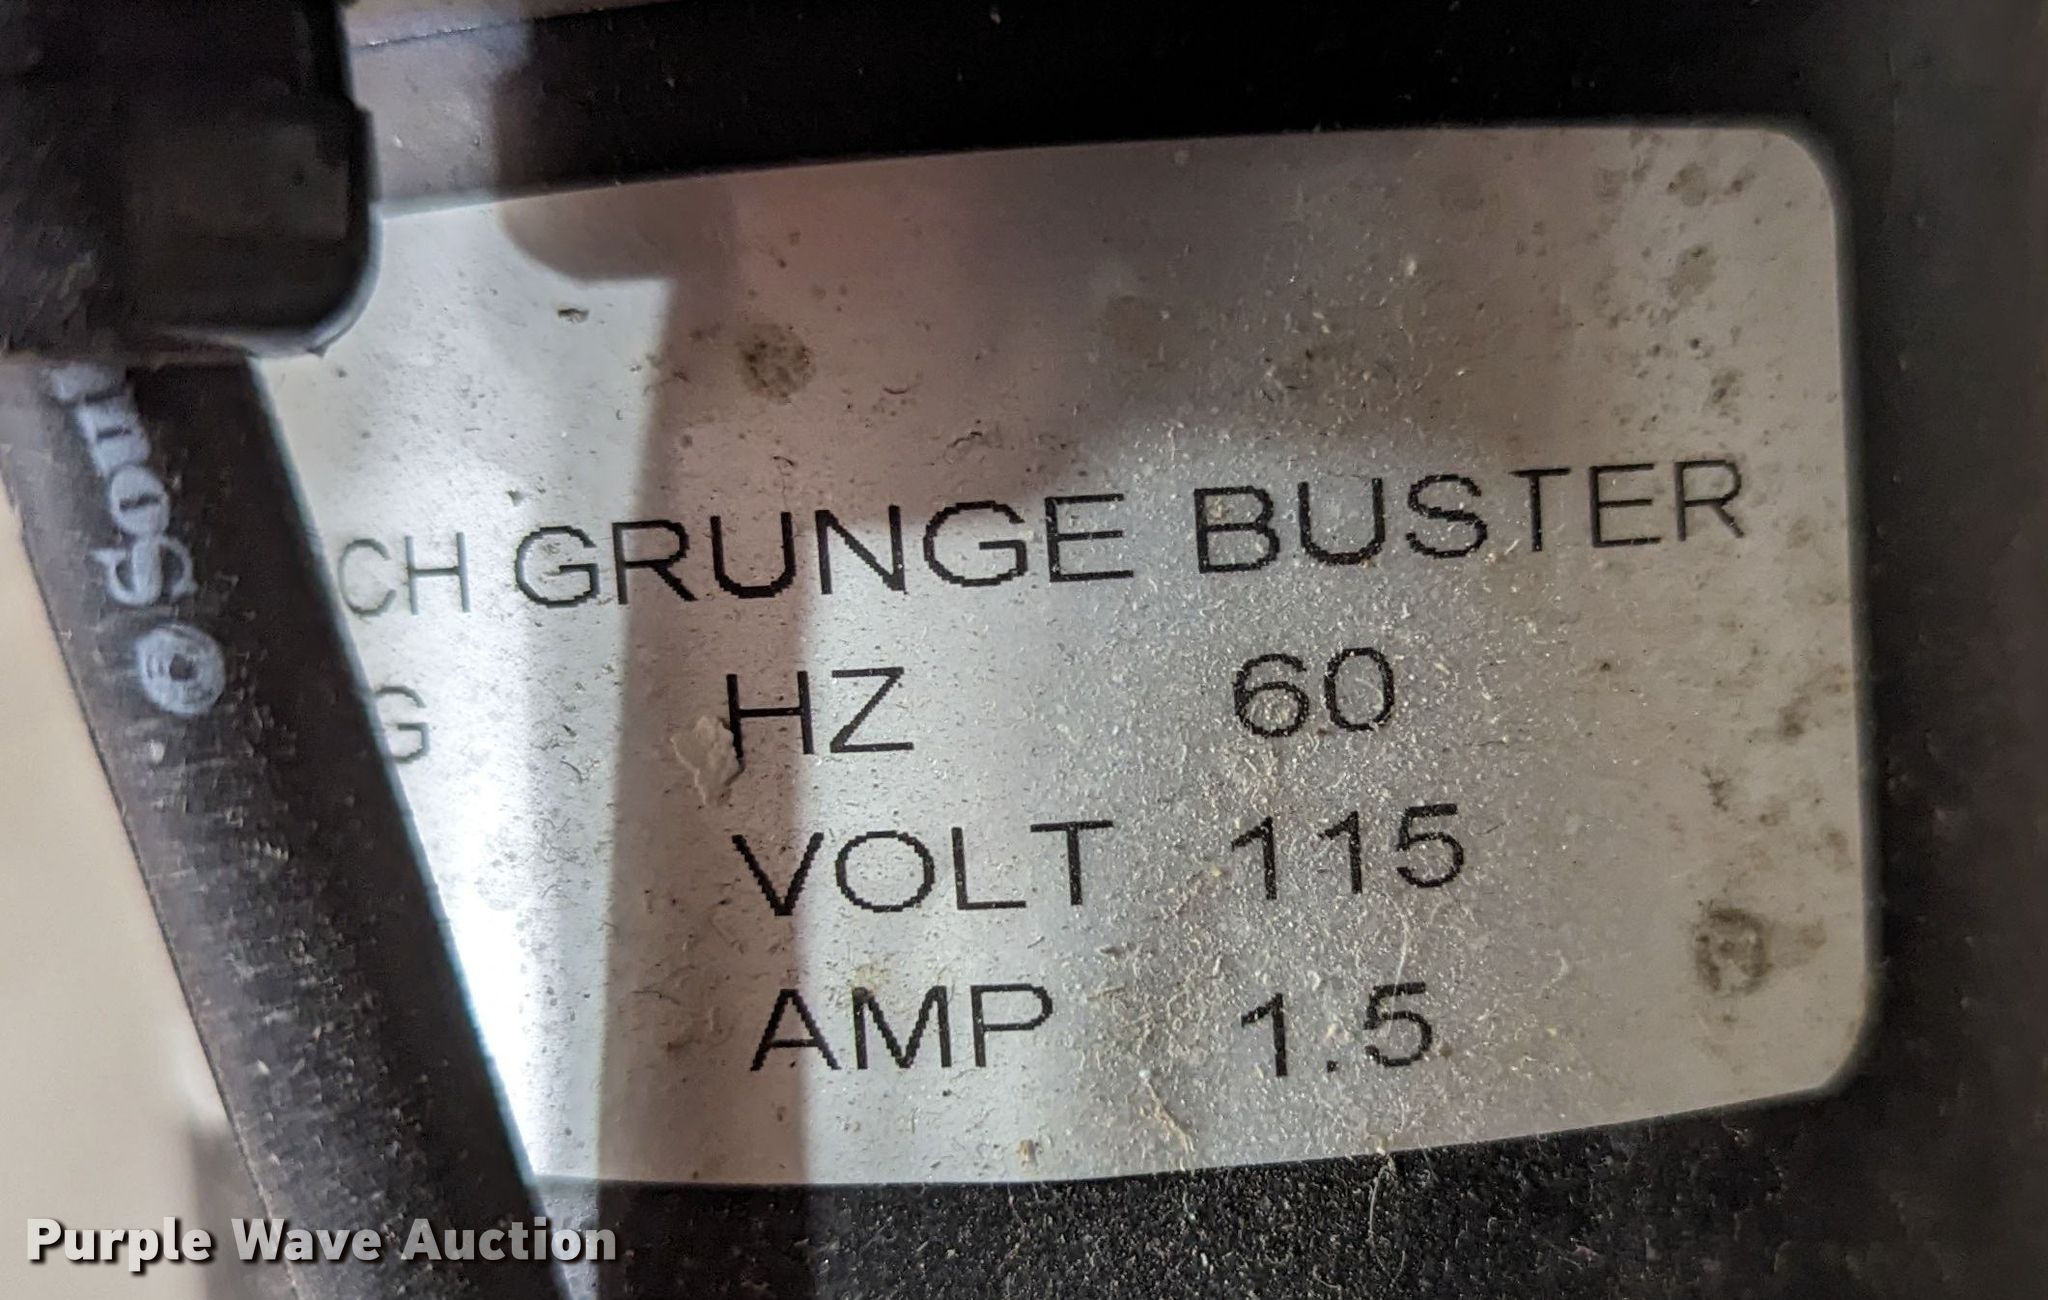 CH GRUNGE BUSTER
G HZ 60
VOLT 115
AMP 1.5
Purple Wave Auction